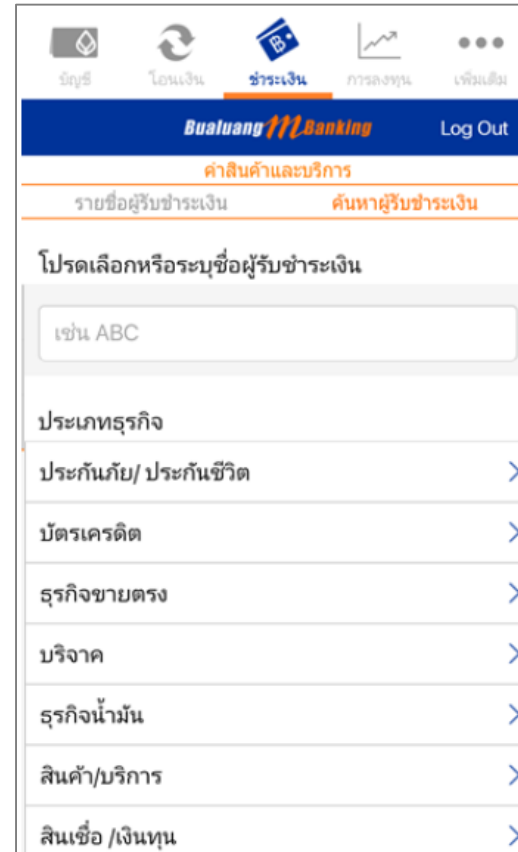 บัญชี โอนเงิน ชำระเงิน การลงทุน เพิ่มเติม
Bualuang mBanking Log Out
ค่าสินค้าและบริการ
รายชื่อผู้รับชำระเงิน ค้นหาผู้รับชำระเงิน
โปรดเลือกหรือระบุชื่อผู้รับชำระเงิน
เช่น ABC
ประเภทธุรกิจ
ประกันภัย/ ประกันชีวิต
บัตรเครดิต
ธุรกิจขายตรง
บริจาค
ธุรกิจน้ำมัน
สินค้า/บริการ
สินเชื่อ /เงินทุน